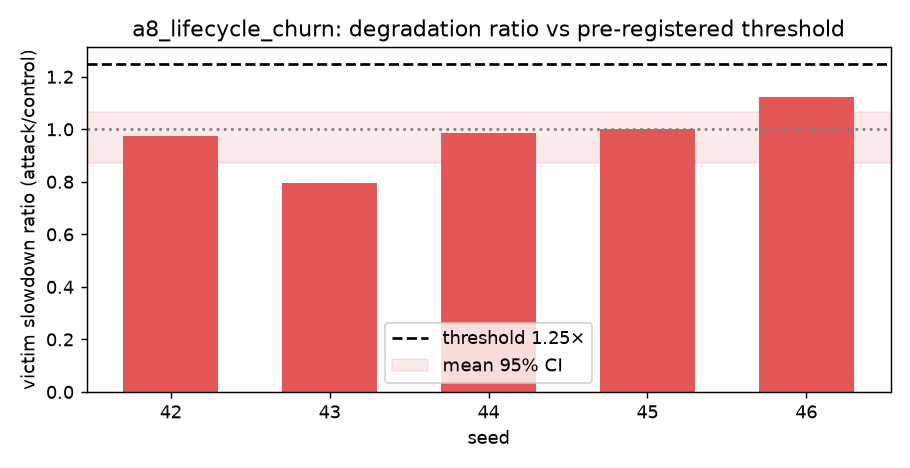 a8_lifecycle_churn: degradation ratio vs pre-registered threshold
victim slowdown ratio (attack/control)
1.2
1.0
0.8
0.6
0.4
0.2
0.0
threshold 1.25×
mean 95% CI
42 43 44 45 46
seed